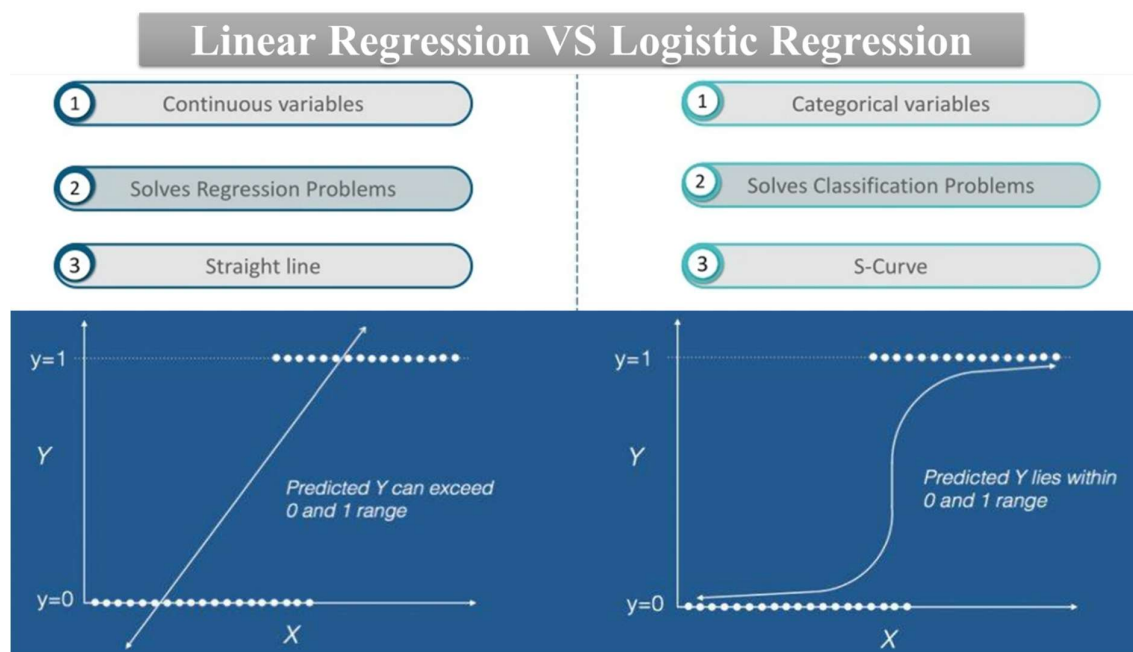 Linear Regression VS Logistic Regression
1 Continuous variables
2 Solves Regression Problems
3 Straight line
1 Categorical variables
2 Solves Classification Problems
3 S-Curve
y=1
Y
Predicted Y can exceed
0 and 1 range
y=0
X
y=1
Y
Predicted Y lies within
0 and 1 range
y=0
X